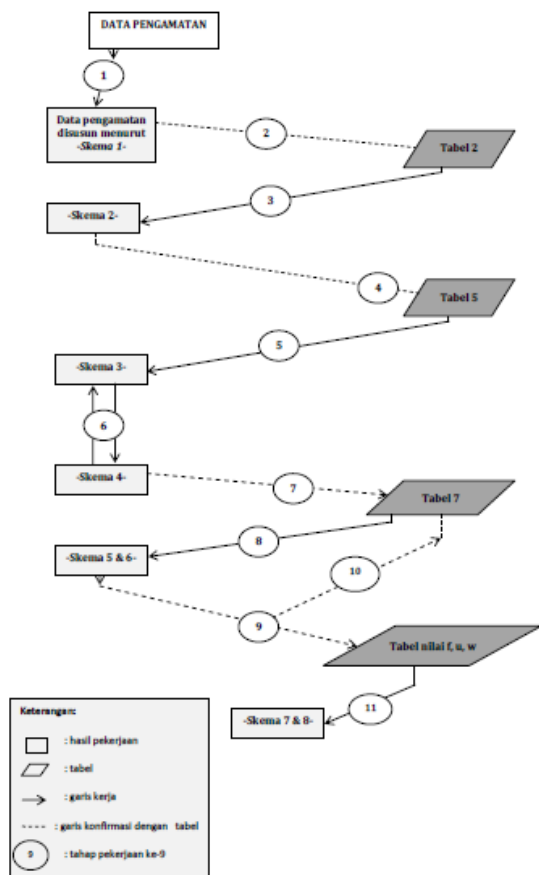 DATA PENGAMATAN
1
Data pengamatan
disusun menurut
-Skema 1-
2
Tabel 2
3
-Skema 2-
4
Tabel 5
5
-Skema 3-
6
-Skema 4-
7
Tabel 7
8
-Skema 5 & 6-
10
9
Tabel nilai f, u, w
11
-Skema 7 & 8-
Keterangan:
: hasil pekerjaan
: tabel
: garis kerja
: garis konfirmasi dengan tabel
9 : tahap pekerjaan ke-9